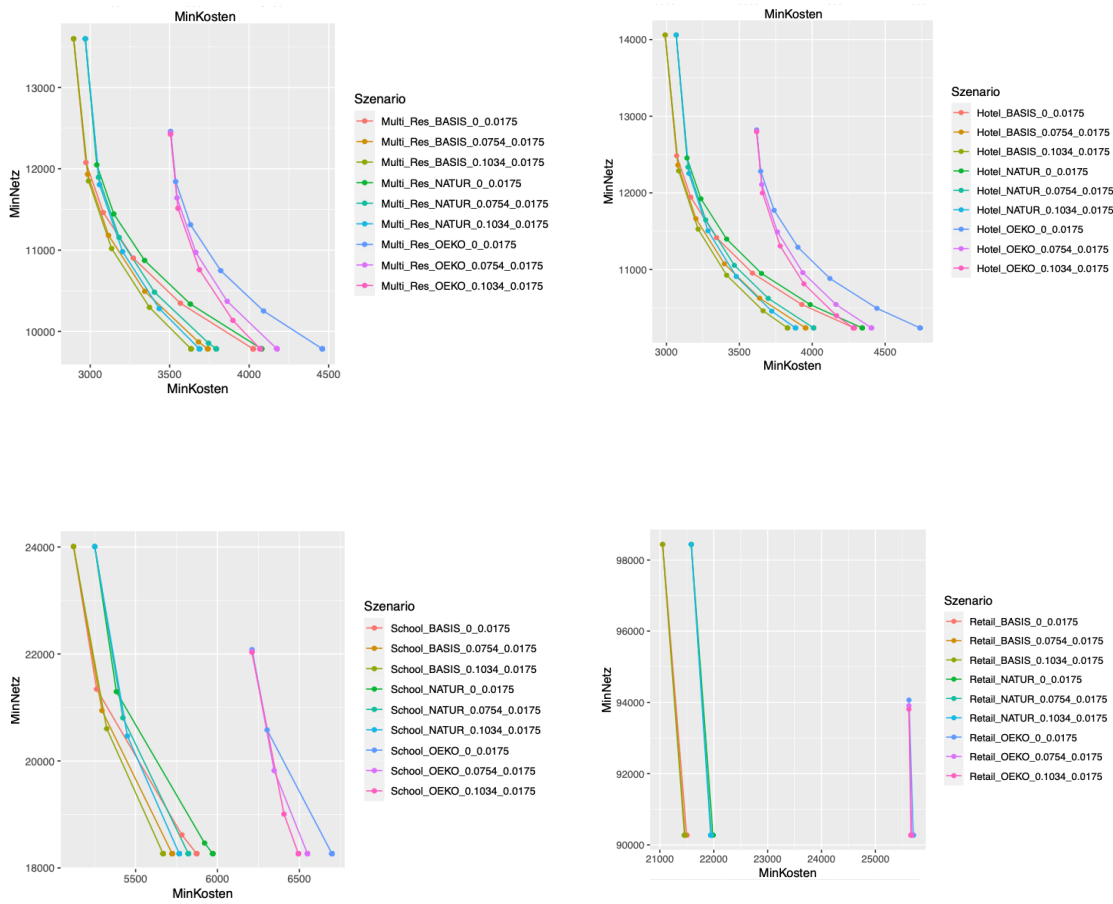 MinKosten
MinNetz
13000
12000
11000
10000
3000 3500 4000 4500
MinKosten
Szenario
Multi_Res_BASIS_0_0.0175
Multi_Res_BASIS_0.0754_0.0175
Multi_Res_BASIS_0.1034_0.0175
Multi_Res_NATUR_0_0.0175
Multi_Res_NATUR_0.0754_0.0175
Multi_Res_NATUR_0.1034_0.0175
Multi_Res_OEKO_0_0.0175
Multi_Res_OEKO_0.0754_0.0175
Multi_Res_OEKO_0.1034_0.0175
MinKosten
MinNetz
14000
13000
12000
11000
3000 3500 4000 4500
MinKosten
Szenario
Hotel_BASIS_0_0.0175
Hotel_BASIS_0.0754_0.0175
Hotel_BASIS_0.1034_0.0175
Hotel_NATUR_0_0.0175
Hotel_NATUR_0.0754_0.0175
Hotel_NATUR_0.1034_0.0175
Hotel_OEKO_0_0.0175
Hotel_OEKO_0.0754_0.0175
Hotel_OEKO_0.1034_0.0175
MinNetz
24000
22000
20000
18000
5500 6000 6500
MinKosten
Szenario
School_BASIS_0_0.0175
School_BASIS_0.0754_0.0175
School_BASIS_0.1034_0.0175
School_NATUR_0_0.0175
School_NATUR_0.0754_0.0175
School_NATUR_0.1034_0.0175
School_OEKO_0_0.0175
School_OEKO_0.0754_0.0175
School_OEKO_0.1034_0.0175
MinNetz
98000
96000
94000
92000
90000
21000 22000 23000 24000 25000
MinKosten
Szenario
Retail_BASIS_0_0.0175
Retail_BASIS_0.0754_0.0175
Retail_BASIS_0.1034_0.0175
Retail_NATUR_0_0.0175
Retail_NATUR_0.0754_0.0175
Retail_NATUR_0.1034_0.0175
Retail_OEKO_0_0.0175
Retail_OEKO_0.0754_0.0175
Retail_OEKO_0.1034_0.0175